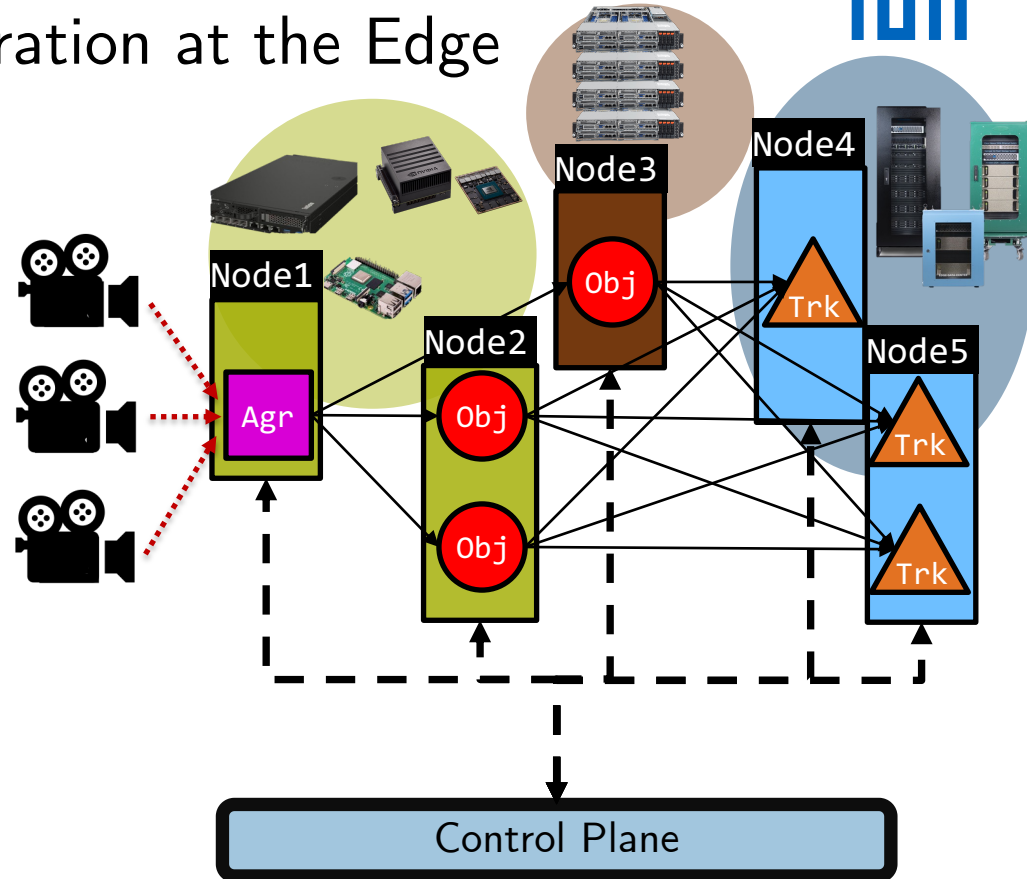 ration at the Edge
Node1
Agr
Node2
Obj
Obj
Node3
Obj
Node4
Trk
Node5
Trk
Trk
Control Plane